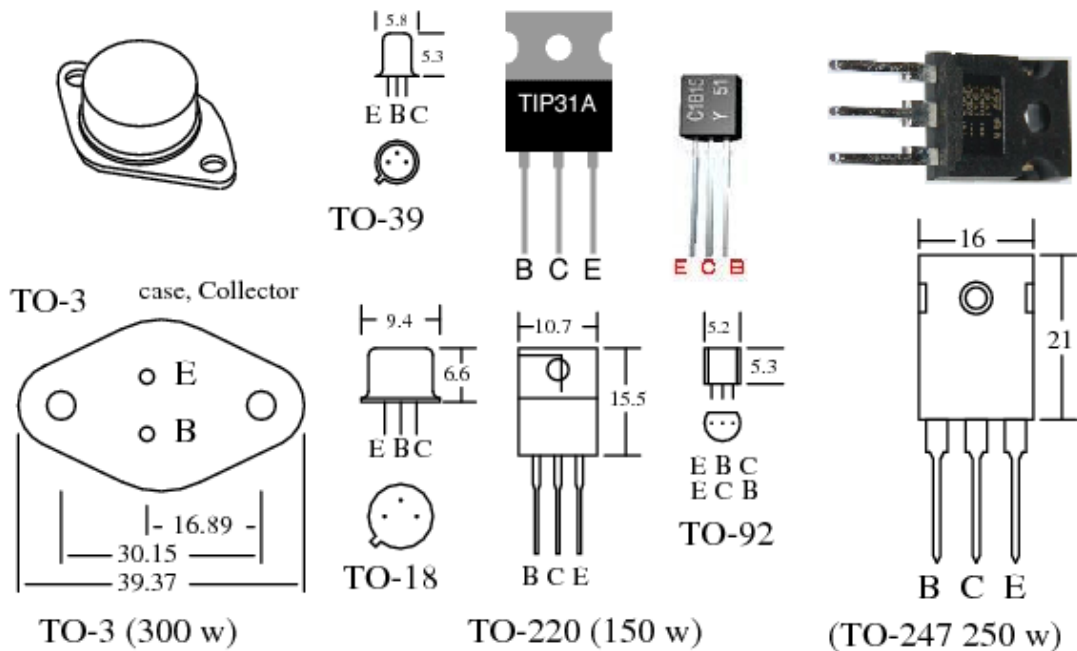 5.8
5.3
E B C
TO-39
TIP31A
B C E
C1815
Y 51
E C B
16
21
TO-3
case, Collector
E
B
16.89
30.15
39.37
TO-3 (300 w)
9.4
6.6
E B C
TO-18
10.7
15.5
B C E
TO-220 (150 w)
5.2
5.3
E B C
E C B
TO-92
B C E
(TO-247 250 w)